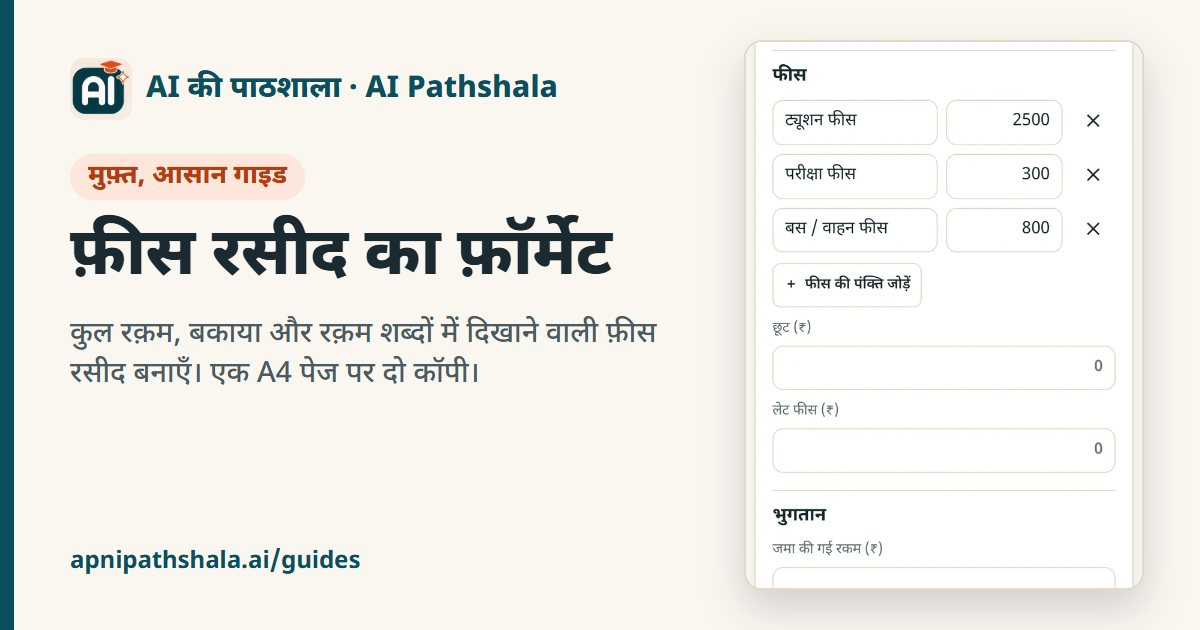 AI
AI की पाठशाला · AI Pathshala
मुफ़्त, आसान गाइड
फ़ीस रसीद का फ़ॉर्मेट
कुल रक़म, बकाया और रक़म शब्दों में दिखाने वाली फ़ीस
रसीद बनाएँ। एक A4 पेज पर दो कॉपी।
apnipathshala.ai/guides
फीस
ट्यूशन फीस 2500 ×
परीक्षा फीस 300 ×
बस / वाहन फीस 800 ×
+ फीस की पंक्ति जोड़ें
छूट (₹)
0
लेट फीस (₹)
0
भुगतान
जमा की गई रकम (₹)